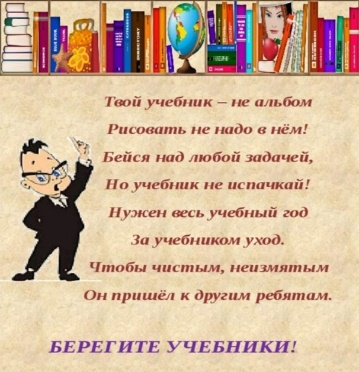 Твой учебник – не альбом
Рисовать не надо в нём!
Бейся над любой задачей,
Но учебник не испачкай!
Нужен весь учебный год
За учебником уход.
Чтобы чистым, неизмятым
Он пришёл к другим ребятам.
БЕРЕГИТЕ УЧЕБНИКИ!